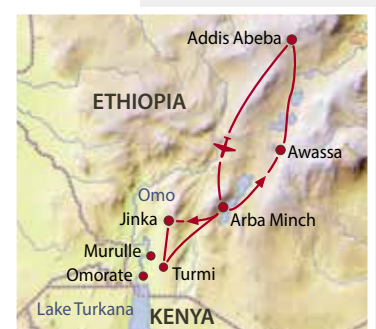 Addis Abeba
ETHIOPIA
Awassa
Omo
Jinka
Arba Minch
Murulle
Omorate
Turmi
Lake Turkana
KENYA